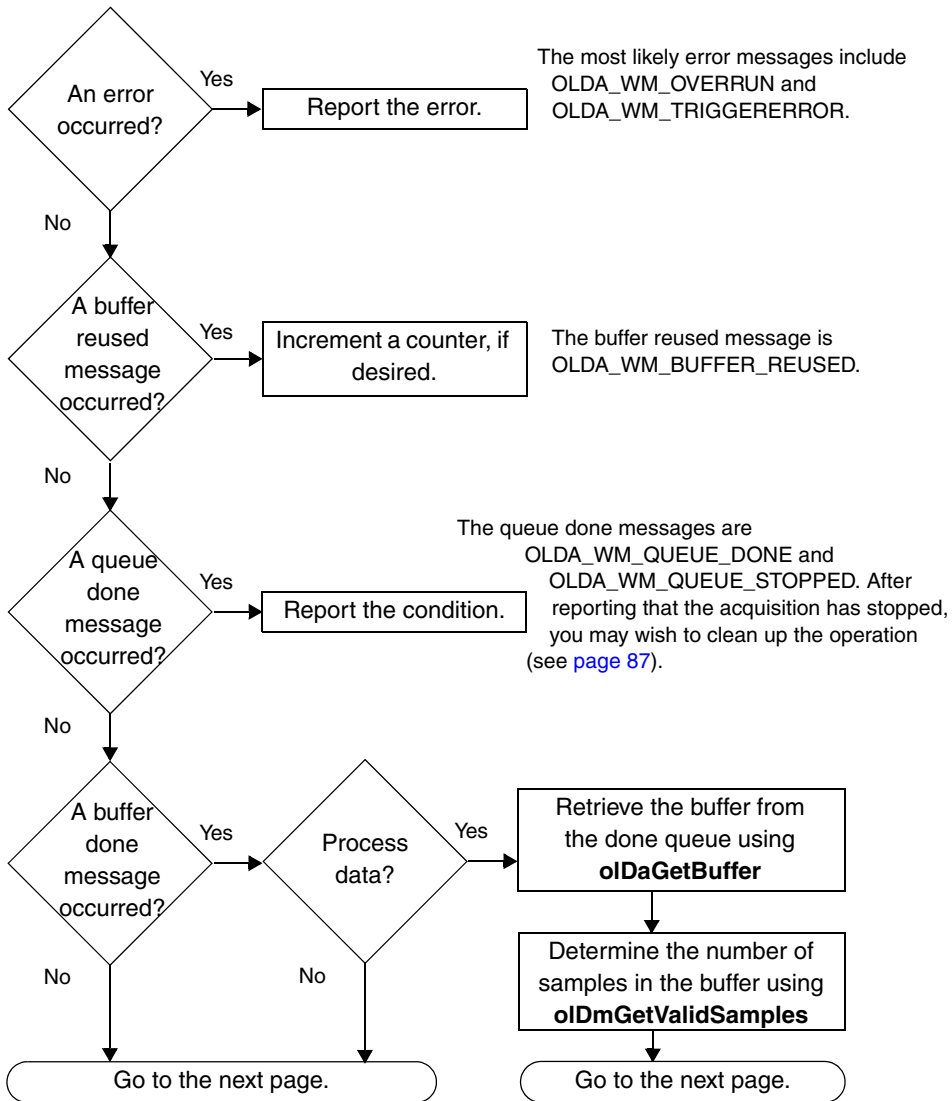 An error
occurred?
Yes
Report the error.
The most likely error messages include
OLDA_WM_OVERRUN and
OLDA_WM_TRIGGERERROR.
No
A buffer
reused
message
occurred?
Yes
Increment a counter, if
desired.
The buffer reused message is
OLDA_WM_BUFFER_REUSED.
No
A queue
done
message
occurred?
Yes
Report the condition.
The queue done messages are
OLDA_WM_QUEUE_DONE and
OLDA_WM_QUEUE_STOPPED. After
reporting that the acquisition has stopped,
you may wish to clean up the operation
(see page 87).
No
A buffer
done
message
occurred?
Yes
Process
data?
Yes
Retrieve the buffer from
the done queue using
olDaGetBuffer
Determine the number of
samples in the buffer using
olDmGetValidSamples
No
No
Go to the next page.
Go to the next page.